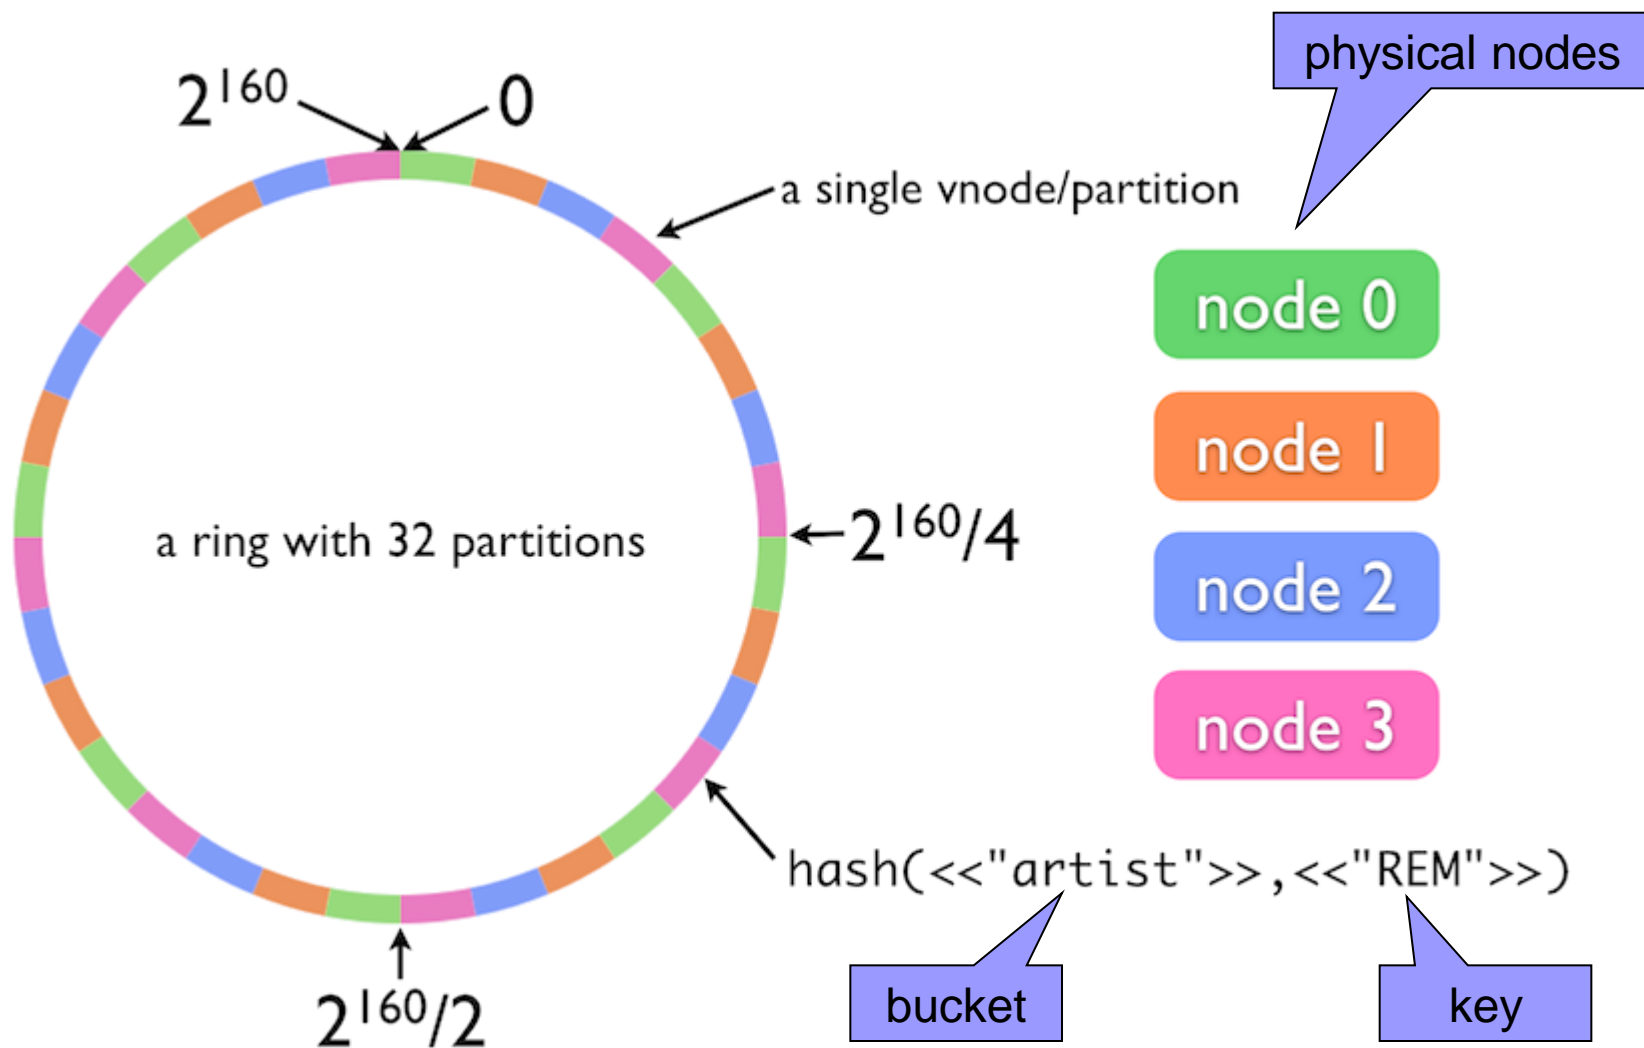 physical nodes
2^160
0
a single vnode/partition
node 0
node 1
2^160/4
a ring with 32 partitions
node 2
node 3
hash(<<"artist">>,<<"REM">>)
2^160/2
bucket
key